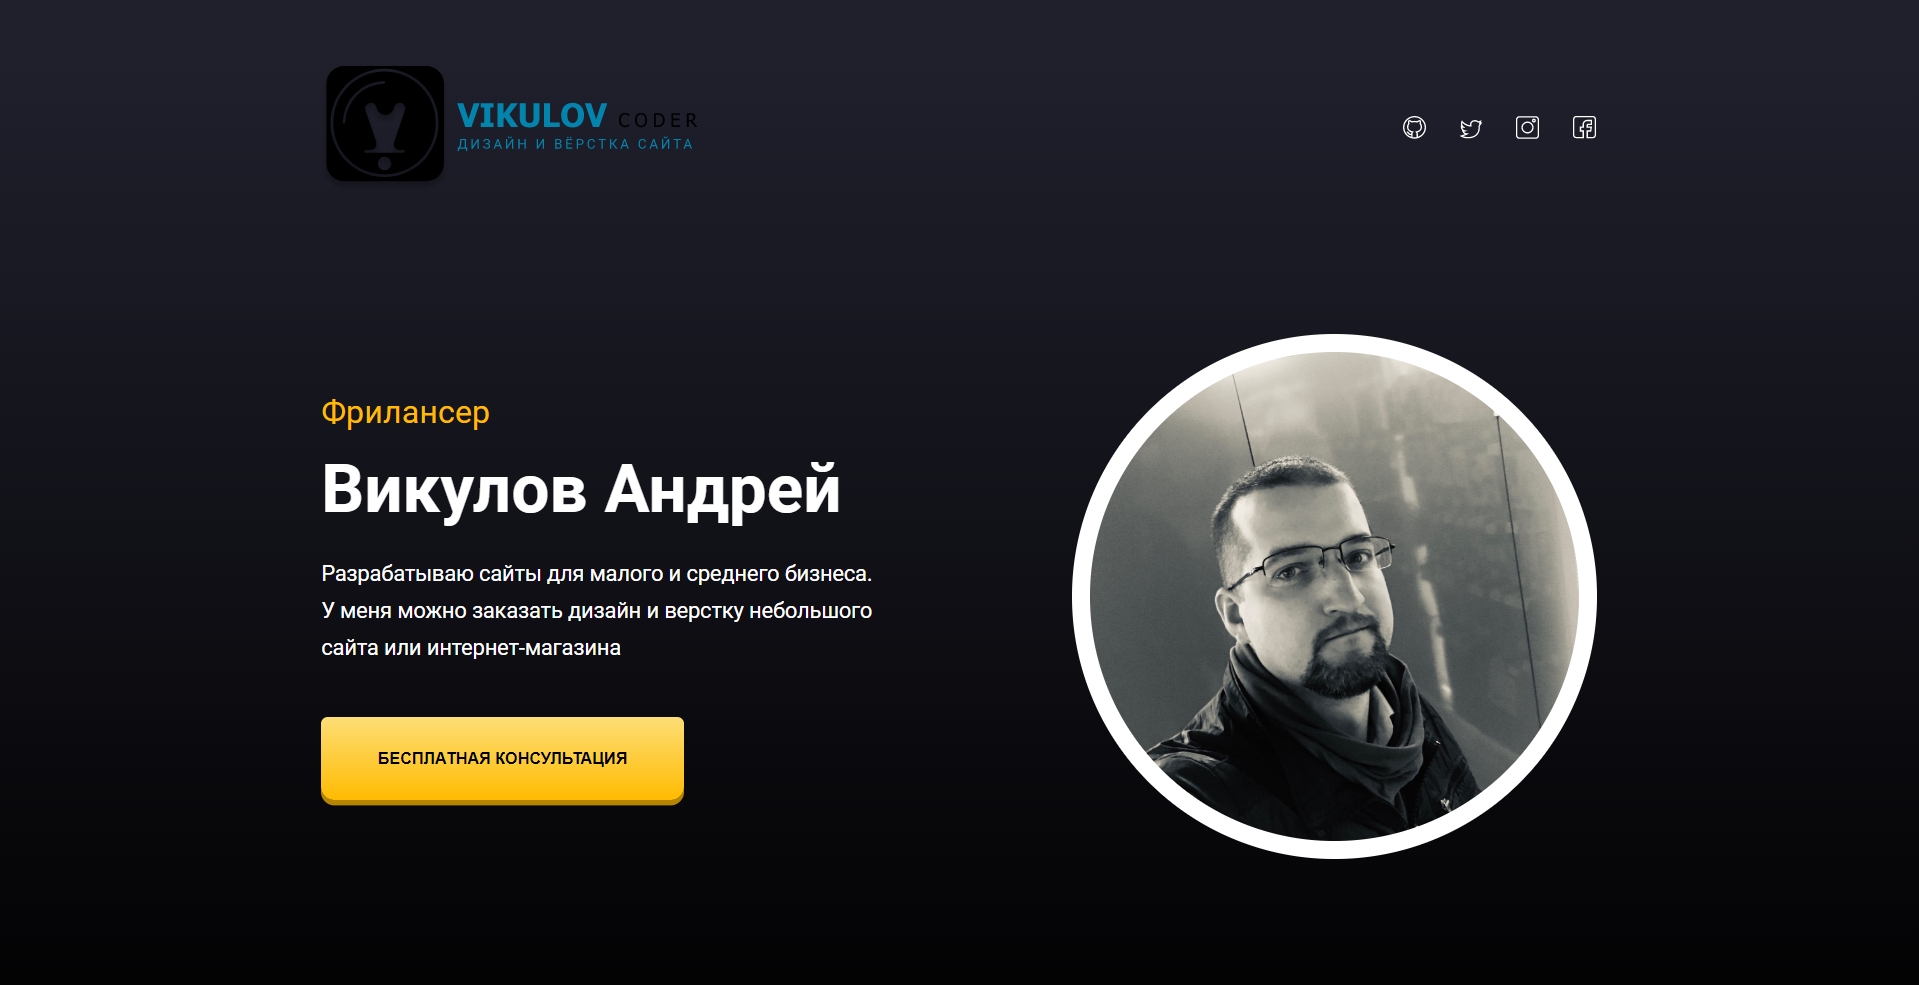 VIKULOV CODER
ДИЗАЙН И ВЁРСТКА САЙТА
Фрилансер
Викулов Андрей
Разрабатываю сайты для малого и среднего бизнеса.
У меня можно заказать дизайн и верстку небольшого
сайта или интернет-магазина
БЕСПЛАТНАЯ КОНСУЛЬТАЦИЯ